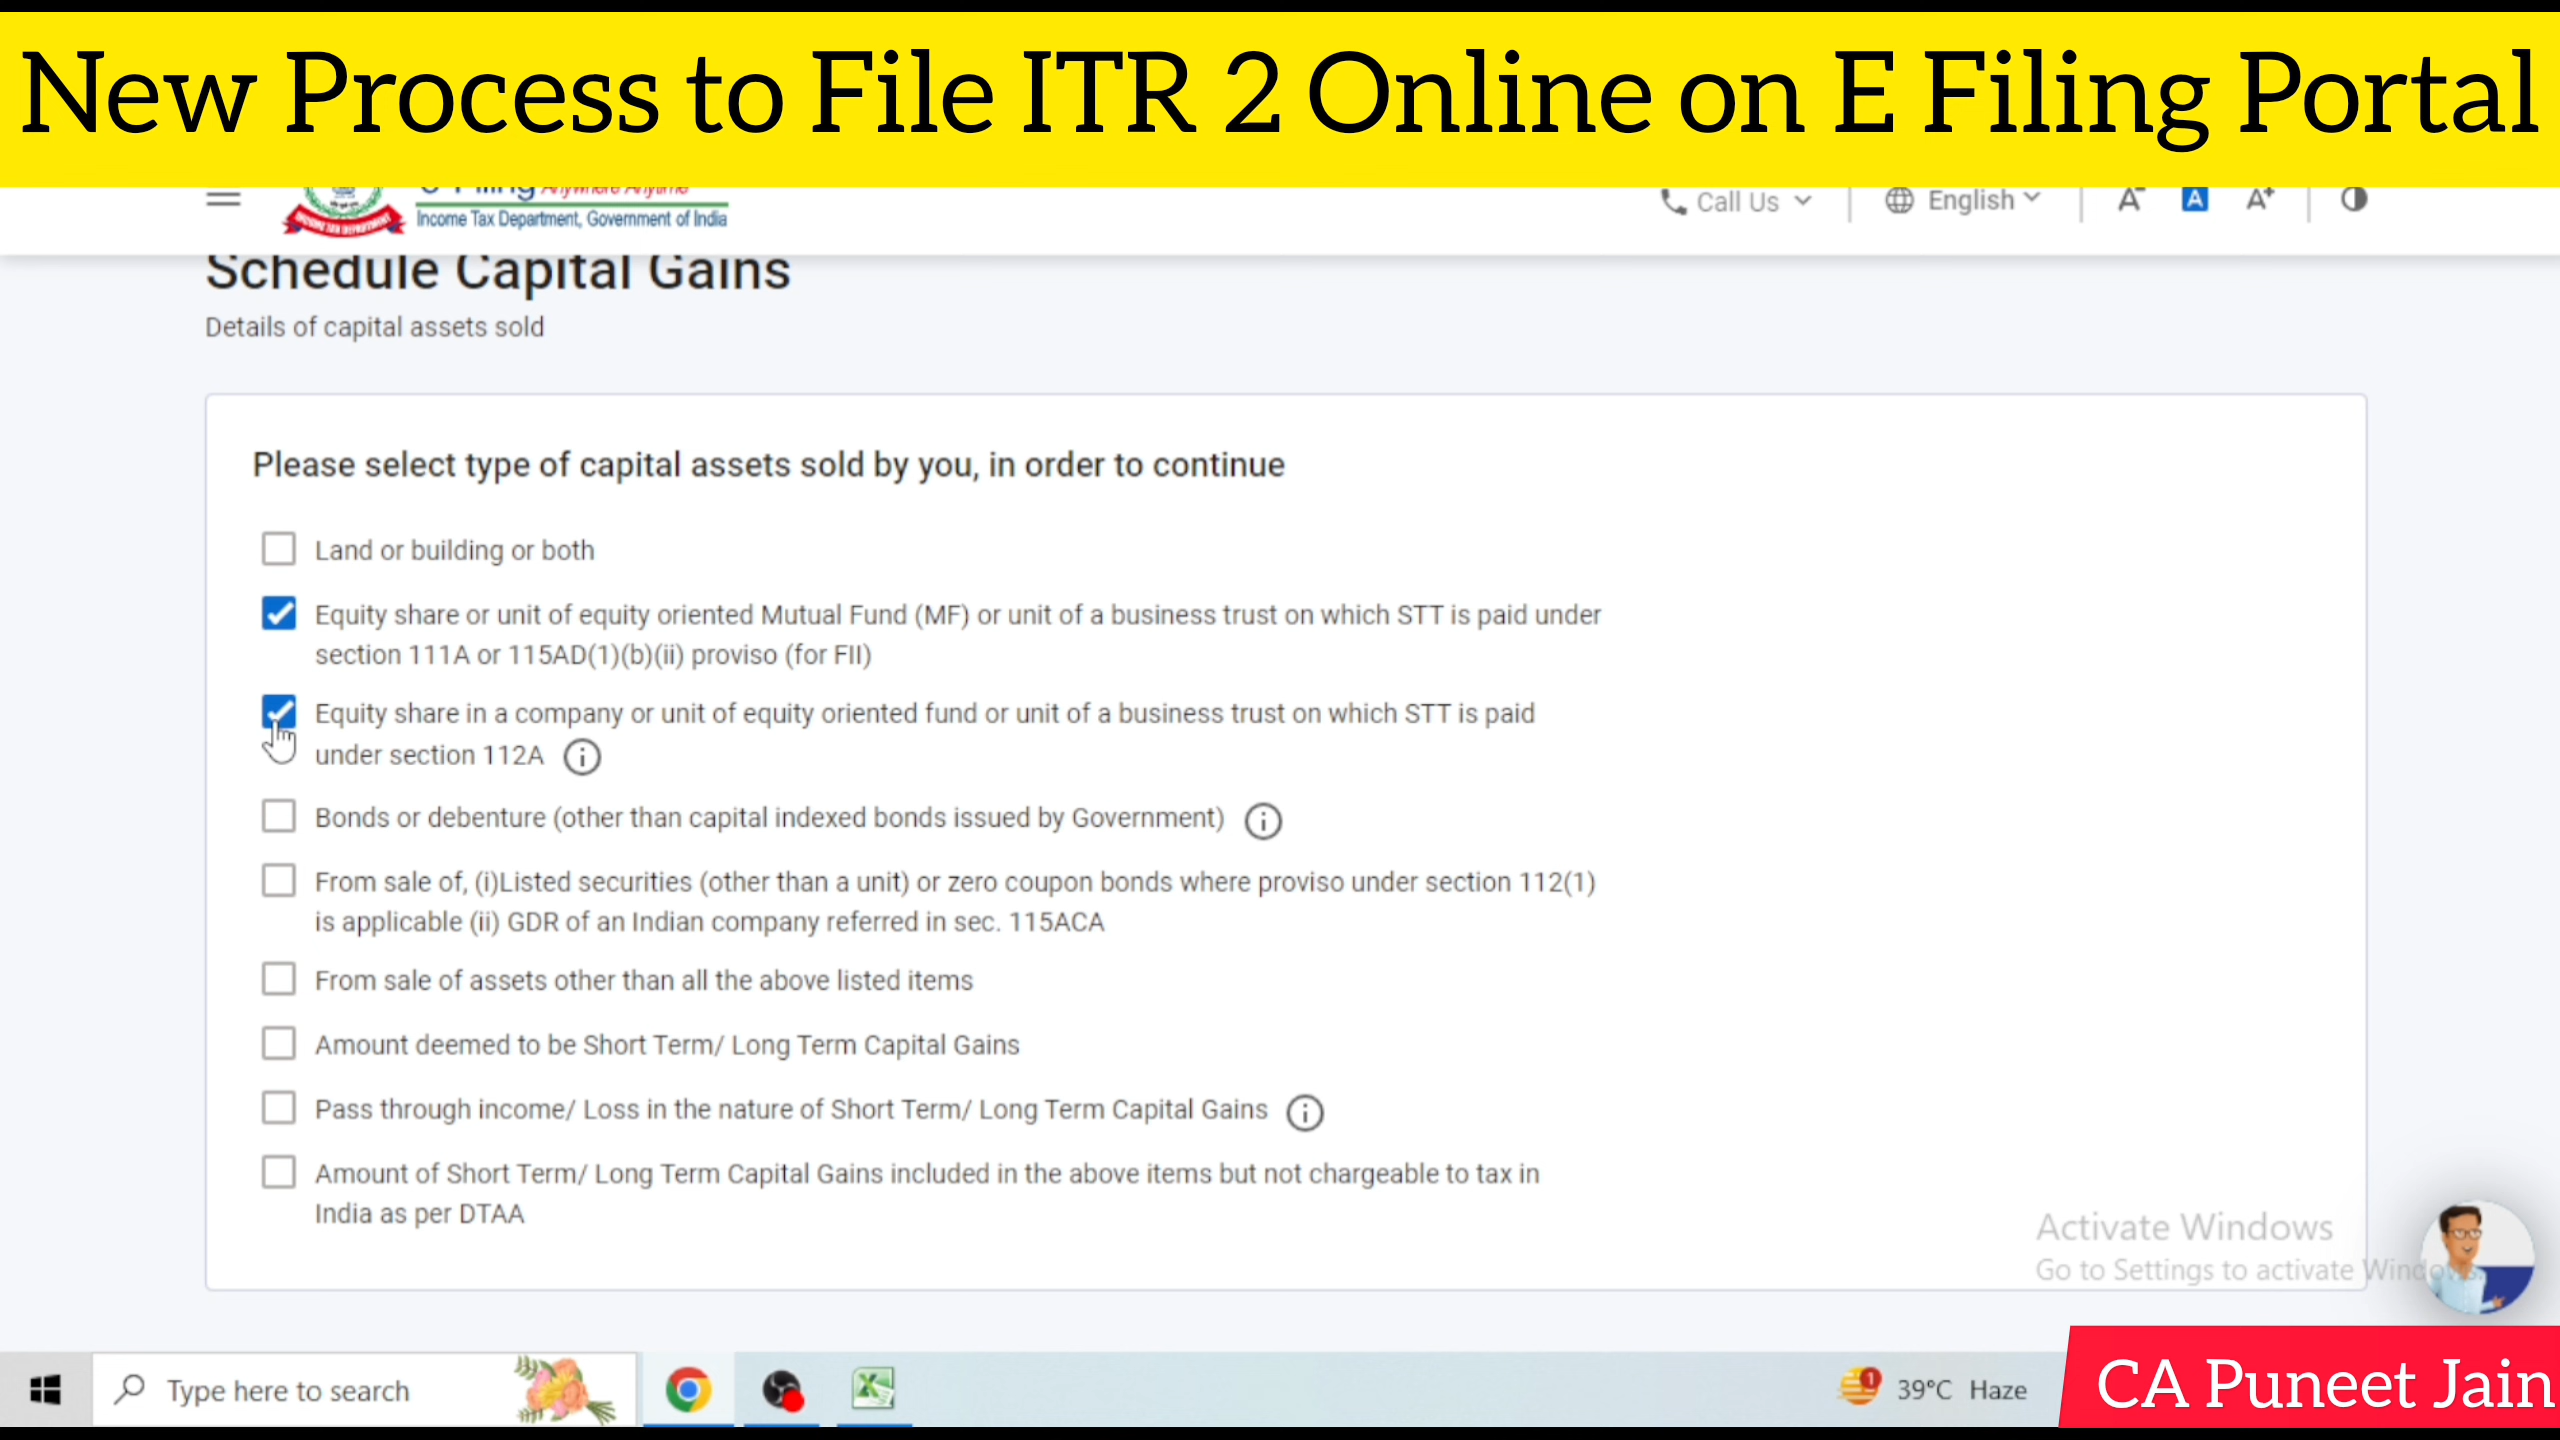 New Process to File ITR 2 Online on E Filing Portal
e-Filing Anywhere Anytime
Income Tax Department, Government of India
Call Us
English
A-
A
A+
Schedule Capital Gains
Details of capital assets sold
Please select type of capital assets sold by you, in order to continue
Land or building or both
Equity share or unit of equity oriented Mutual Fund (MF) or unit of a business trust on which STT is paid under
section 111A or 115AD(1)(b)(ii) proviso (for FII)
Equity share in a company or unit of equity oriented fund or unit of a business trust on which STT is paid
under section 112A
Bonds or debenture (other than capital indexed bonds issued by Government)
From sale of, (i)Listed securities (other than a unit) or zero coupon bonds where proviso under section 112(1)
is applicable (ii) GDR of an Indian company referred in sec. 115ACA
From sale of assets other than all the above listed items
Amount deemed to be Short Term/ Long Term Capital Gains
Pass through income/ Loss in the nature of Short Term/ Long Term Capital Gains
Amount of Short Term/ Long Term Capital Gains included in the above items but not chargeable to tax in
India as per DTAA
Activate Windows
Go to Settings to activate Windows.
Type here to search
1
39°C Haze
CA Puneet Jain